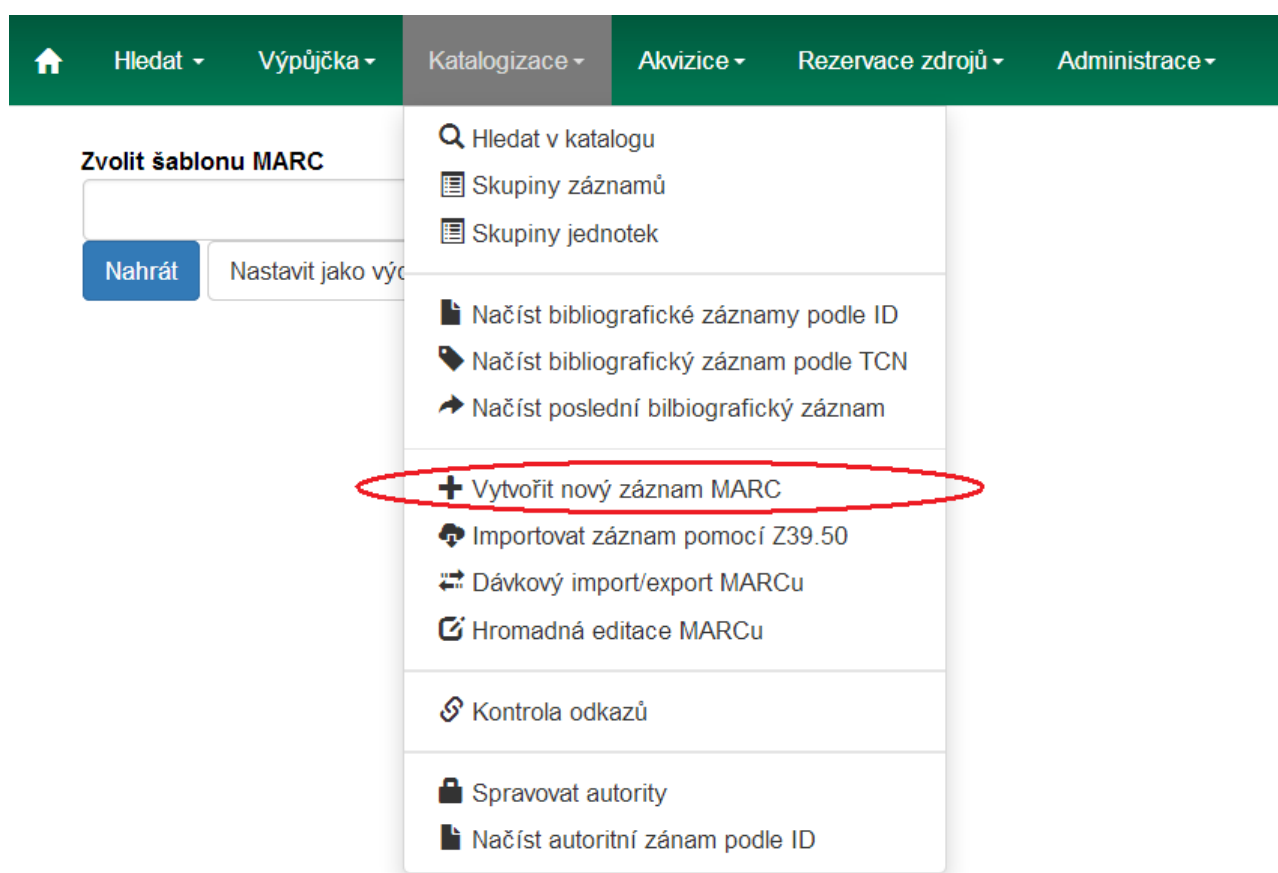 Hledat Výpůjčka Katalogizace Akvizice Rezervace zdrojů Administrace
Zvolit šablonu MARC
Nahrát Nastavit jako výc
Hledat v katalogu
Skupiny záznamů
Skupiny jednotek
Načíst bibliografické záznamy podle ID
Načíst bibliografický záznam podle TCN
Načíst poslední bilbiografický záznam
Vytvořit nový záznam MARC
Importovat záznam pomocí Z39.50
Dávkový import/export MARCu
Hromadná editace MARCu
Kontrola odkazů
Spravovat autority
Načíst autoritní zánam podle ID